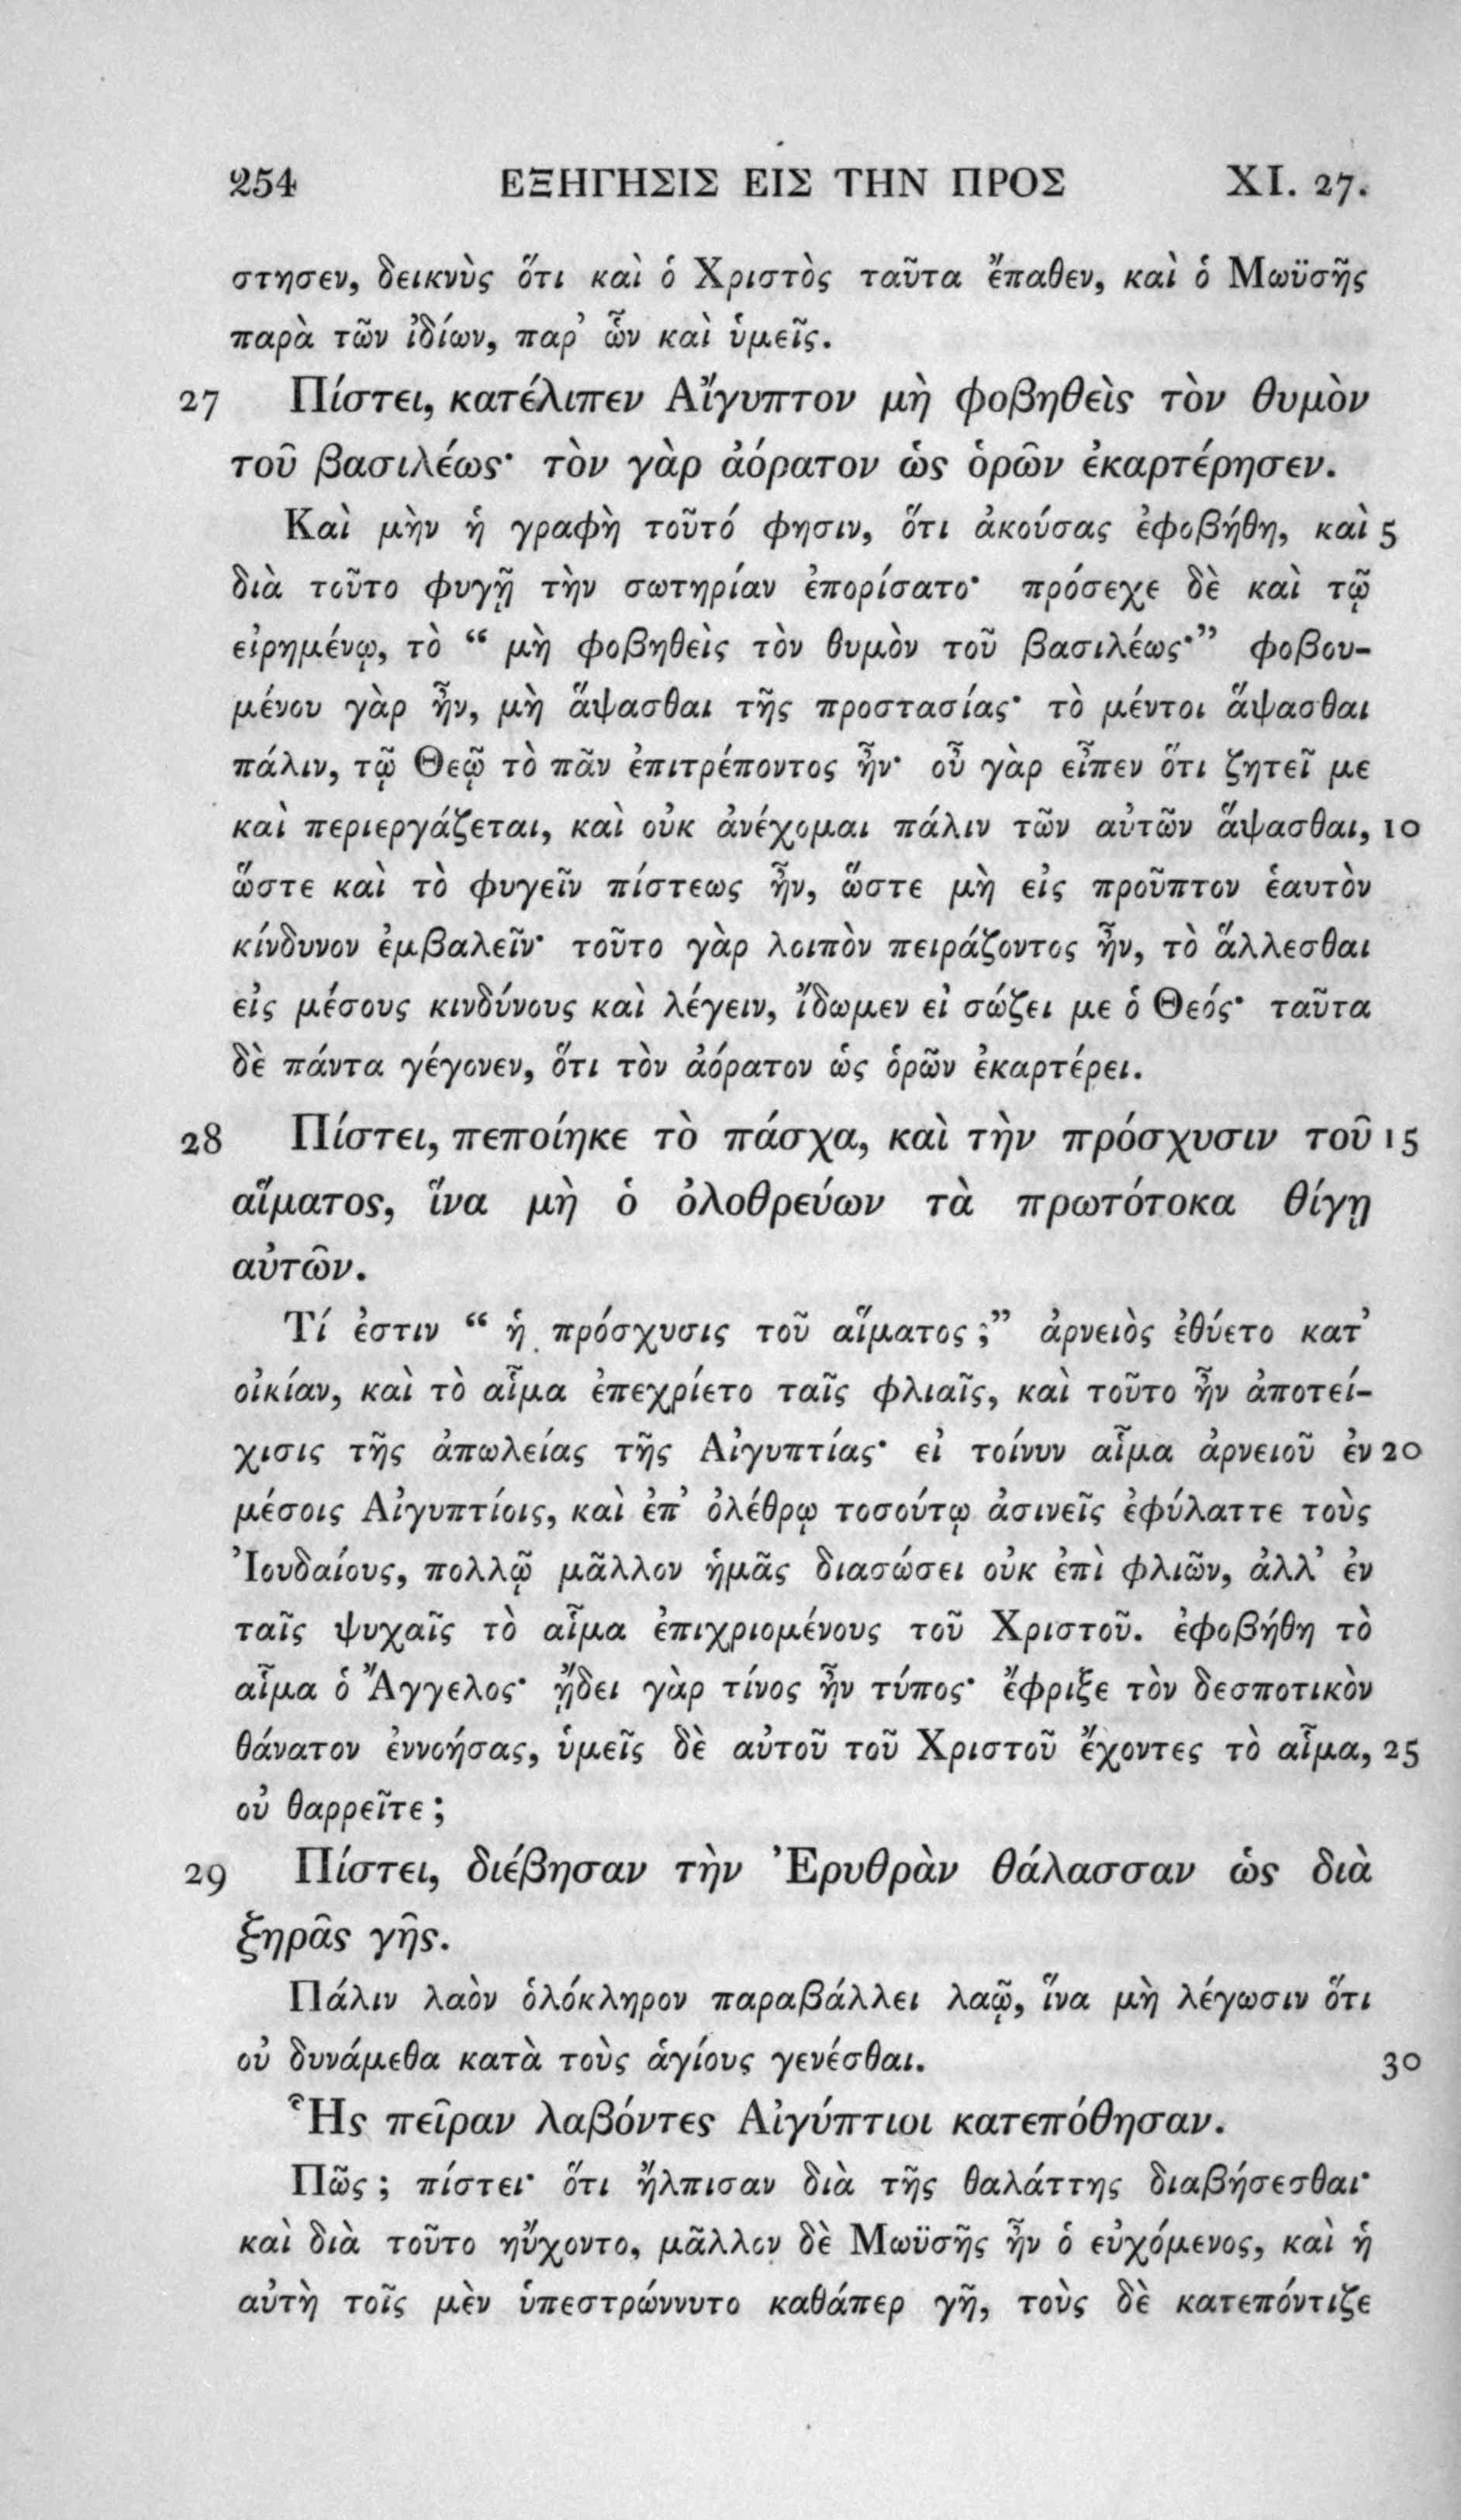 254 ΕΞΗΓΗΣΙΣ ΕΙΣ ΤΗΝ ΠΡΟΣ XI. 27.
στησεν, δεικνὺς ὅτι καὶ ὁ Χριστὸς ταῦτα ἔπαθεν, καὶ ὁ Μωϋσῆς
παρὰ τῶν ἰδίων, παρ’ ὧν καὶ ὑμεῖς.
27 Πίστει, κατέλιπεν Αἴγυπτον μὴ φοβηθεὶς τὸν θυμὸν
τοῦ βασιλέως· τὸν γὰρ ἀόρατον ὡς ὁρῶν ἐκαρτέρησεν.
Καὶ μὴν ἡ γραφὴ τοῦτό φησιν, ὅτι ἀκούσας ἐφοβήθη, καὶ 5
διὰ τοῦτο φυγῇ τὴν σωτηρίαν ἐπορίσατο· πρόσεχε δὲ καὶ τῷ
εἰρημένῳ, τὸ “ μὴ φοβηθεὶς τὸν θυμὸν τοῦ βασιλέως·” φοβου-
μένου γὰρ ἦν, μὴ ἅψασθαι τῆς προστασίας· τὸ μέντοι ἅψασθαι
πάλιν, τῷ Θεῷ τὸ πᾶν ἐπιτρέποντος ἦν· οὗ γὰρ εἶπεν ὅτι ζητεῖ με
καὶ περιεργάζεται, καὶ οὐκ ἀνέχομαι πάλιν τῶν αὐτῶν ἅψασθαι, 10
ὥστε καὶ τὸ φυγεῖν πίστεως ἦν, ὥστε μὴ εἰς προῦπτον ἑαυτὸν
κίνδυνον ἐμβαλεῖν· τοῦτο γὰρ λοιπὸν πειράζοντος ἦν, τὸ ἅλλεσθαι
εἰς μέσους κινδύνους καὶ λέγειν, ἴδωμεν εἰ σώζει με ὁ Θεός· ταῦτα
δὲ πάντα γέγονεν, ὅτι τὸν ἀόρατον ὡς ὁρῶν ἐκαρτέρει.
28 Πίστει, πεποίηκε τὸ πάσχα, καὶ τὴν πρόσχυσιν τοῦ 15
αἵματος, ἵνα μὴ ὁ ὀλοθρεύων τὰ πρωτότοκα θίγῃ
αὐτῶν.
Τί ἐστιν “ ἡ πρόσχυσις τοῦ αἵματος ;” ἀρνειὸς ἐθύετο κατ’
οἰκίαν, καὶ τὸ αἷμα ἐπεχρίετο ταῖς φλιαῖς, καὶ τοῦτο ἦν ἀποτεί-
χισις τῆς ἀπωλείας τῆς Αἰγυπτίας· εἰ τοίνυν αἷμα ἀρνειοῦ ἐν 20
μέσοις Αἰγυπτίοις, καὶ ἐπ’ ὀλέθρῳ τοσούτῳ ἀσινεῖς ἐφύλαττε τοὺς
Ἰουδαίους, πολλῷ μᾶλλον ἡμᾶς διασώσει οὐκ ἐπὶ φλιῶν, ἀλλ’ ἐν
ταῖς ψυχαῖς τὸ αἷμα ἐπιχριομένους τοῦ Χριστοῦ. ἐφοβήθη τὸ
αἷμα ὁ Ἄγγελος· ᾔδει γὰρ τίνος ἦν τύπος· ἔφριξε τὸν δεσποτικὸν
θάνατον ἐννοήσας, ὑμεῖς δὲ αὐτοῦ τοῦ Χριστοῦ ἔχοντες τὸ αἷμα, 25
οὐ θαρρεῖτε ;
29 Πίστει, διέβησαν τὴν Ἐρυθρὰν θάλασσαν ὡς διὰ
ξηρᾶς γῆς.
Πάλιν λαὸν ὁλόκληρον παραβάλλει λαῷ, ἵνα μὴ λέγωσιν ὅτι
οὐ δυνάμεθα κατὰ τοὺς ἁγίους γενέσθαι. 30
Ἧς πεῖραν λαβόντες Αἰγύπτιοι κατεπόθησαν.
Πῶς ; πίστει· ὅτι ἤλπισαν διὰ τῆς θαλάττης διαβήσεσθαι·
καὶ διὰ τοῦτο ηὔχοντο, μᾶλλον δὲ Μωϋσῆς ἦν ὁ εὐχόμενος, καὶ ἡ
αὐτὴ τοῖς μὲν ὑπεστρώννυτο καθάπερ γῆ, τοὺς δὲ κατεπόντιζε